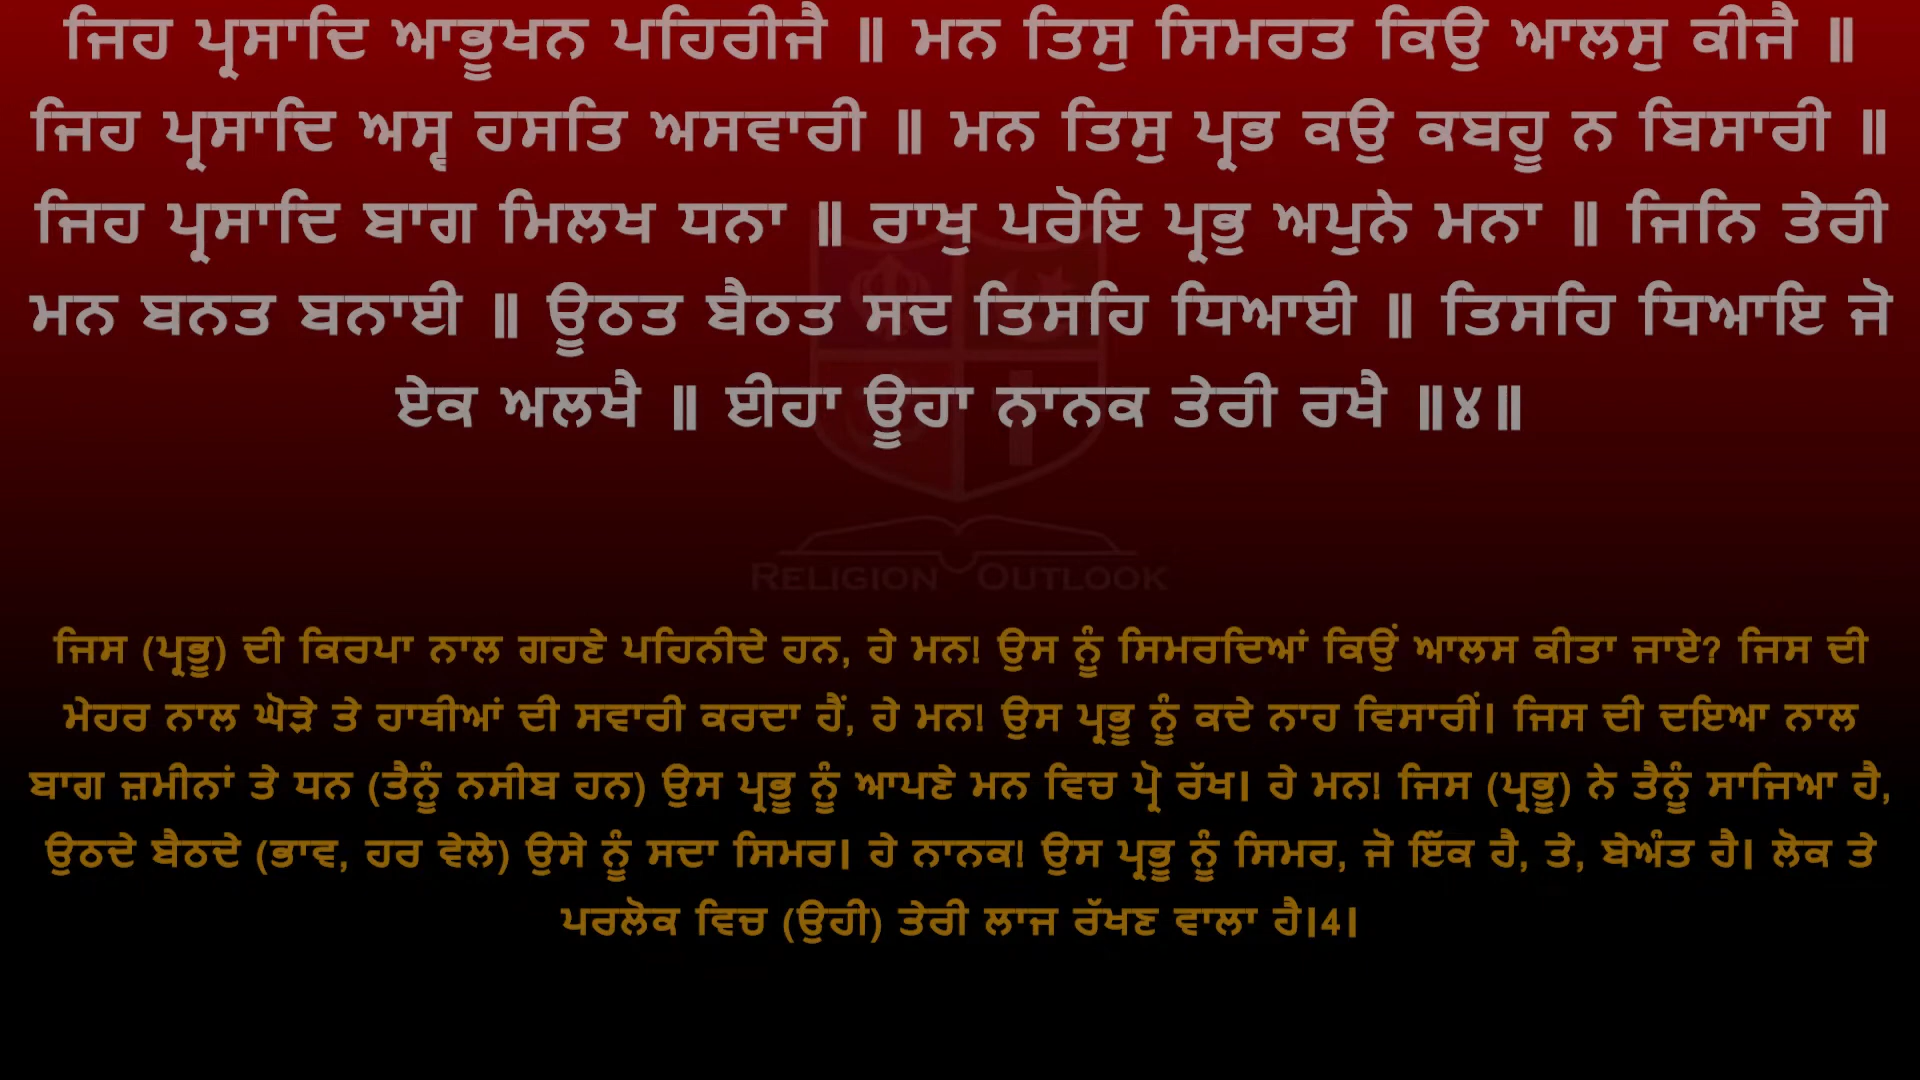 ਜਿਹ ਪ੍ਰਸਾਦਿ ਆਭੂਖਨ ਪਹਿਰੀਜੈ ॥ ਮਨ ਤਿਸੁ ਸਿਮਰਤ ਕਿਉ ਆਲਸੁ ਕੀਜੈ ॥
ਜਿਹ ਪ੍ਰਸਾਦਿ ਅਸ੍ਵ ਹਸਤਿ ਅਸਵਾਰੀ ॥ ਮਨ ਤਿਸੁ ਪ੍ਰਭ ਕਉ ਕਬਹੂ ਨ ਬਿਸਾਰੀ ॥
ਜਿਹ ਪ੍ਰਸਾਦਿ ਬਾਗ ਮਿਲਖ ਧਨਾ ॥ ਰਾਖੁ ਪਰੋਇ ਪ੍ਰਭੁ ਅਪੁਨੇ ਮਨਾ ॥ ਜਿਨਿ ਤੇਰੀ
ਮਨ ਬਨਤ ਬਨਾਈ ॥ ਊਠਤ ਬੈਠਤ ਸਦ ਤਿਸਹਿ ਧਿਆਈ ॥ ਤਿਸਹਿ ਧਿਆਇ ਜੋ
ਏਕ ਅਲਖੈ ॥ ਈਹਾ ਊਹਾ ਨਾਨਕ ਤੇਰੀ ਰਖੈ ॥੪॥
RELIGION OUTLOOK
ਜਿਸ (ਪ੍ਰਭੂ) ਦੀ ਕਿਰਪਾ ਨਾਲ ਗਹਣੇ ਪਹਿਨੀਦੇ ਹਨ, ਹੇ ਮਨ! ਉਸ ਨੂੰ ਸਿਮਰਦਿਆਂ ਕਿਉਂ ਆਲਸ ਕੀਤਾ ਜਾਏ? ਜਿਸ ਦੀ
ਮੇਹਰ ਨਾਲ ਘੋੜੇ ਤੇ ਹਾਥੀਆਂ ਦੀ ਸਵਾਰੀ ਕਰਦਾ ਹੈਂ, ਹੇ ਮਨ! ਉਸ ਪ੍ਰਭੂ ਨੂੰ ਕਦੇ ਨਾਹ ਵਿਸਾਰੀਂ। ਜਿਸ ਦੀ ਦਇਆ ਨਾਲ
ਬਾਗ ਜ਼ਮੀਨਾਂ ਤੇ ਧਨ (ਤੈਨੂੰ ਨਸੀਬ ਹਨ) ਉਸ ਪ੍ਰਭੂ ਨੂੰ ਆਪਣੇ ਮਨ ਵਿਚ ਪ੍ਰੋ ਰੱਖ। ਹੇ ਮਨ! ਜਿਸ (ਪ੍ਰਭੂ) ਨੇ ਤੈਨੂੰ ਸਾਜਿਆ ਹੈ,
ਉਠਦੇ ਬੈਠਦੇ (ਭਾਵ, ਹਰ ਵੇਲੇ) ਉਸੇ ਨੂੰ ਸਦਾ ਸਿਮਰ। ਹੇ ਨਾਨਕ! ਉਸ ਪ੍ਰਭੂ ਨੂੰ ਸਿਮਰ, ਜੋ ਇੱਕ ਹੈ, ਤੇ, ਬੇਅੰਤ ਹੈ। ਲੋਕ ਤੇ
ਪਰਲੋਕ ਵਿਚ (ਉਹੀ) ਤੇਰੀ ਲਾਜ ਰੱਖਣ ਵਾਲਾ ਹੈ।4।